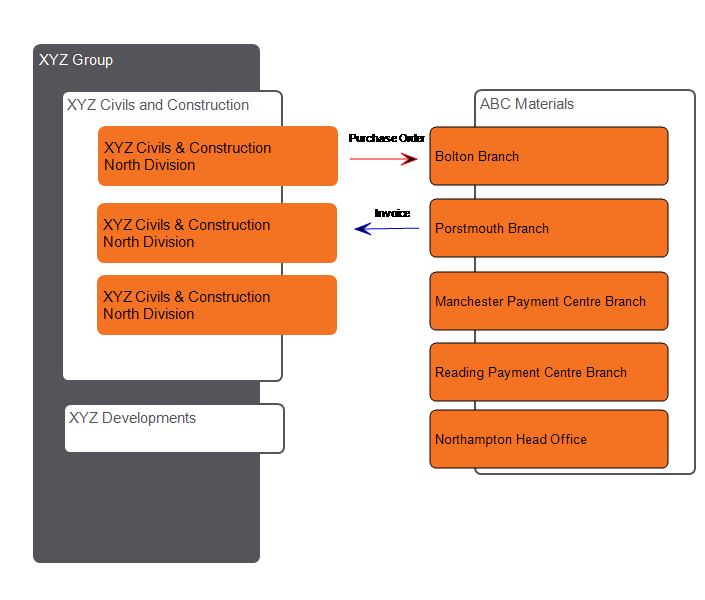 XYZ Group
XYZ Civils and Construction
XYZ Civils & Construction
North Division
XYZ Civils & Construction
North Division
XYZ Civils & Construction
North Division
XYZ Developments
Purchase Order
Invoice
ABC Materials
Bolton Branch
Porstmouth Branch
Manchester Payment Centre Branch
Reading Payment Centre Branch
Northampton Head Office